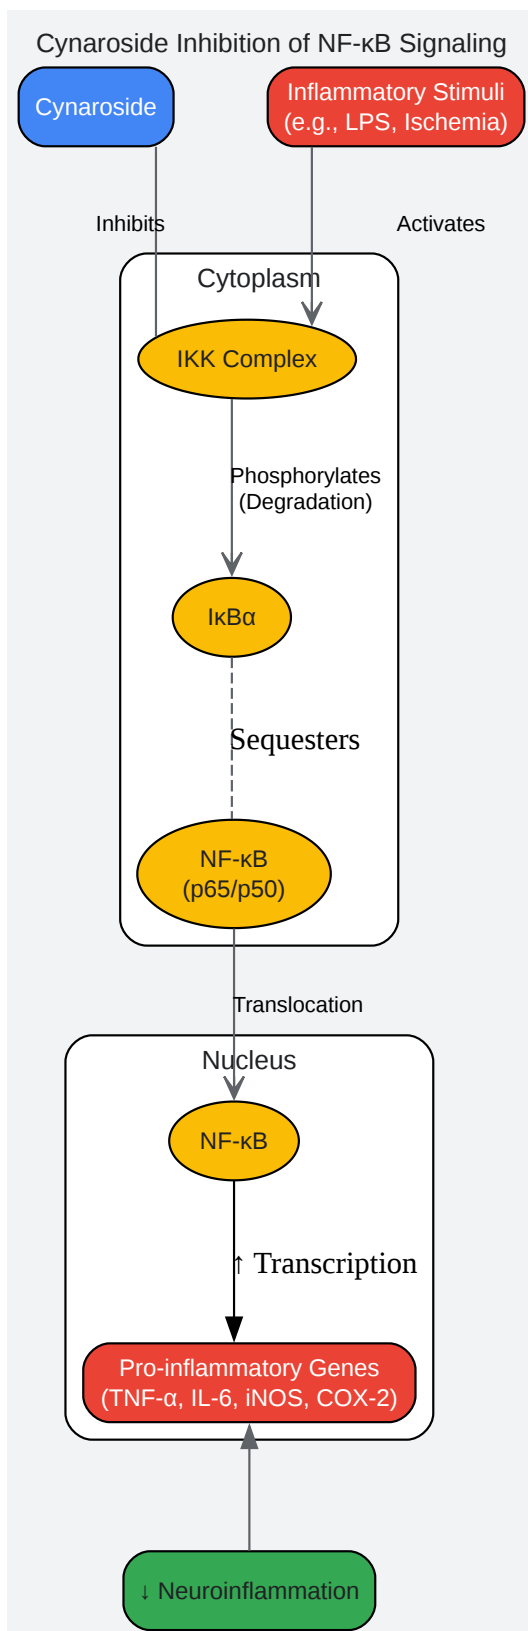 Cynaroside Inhibition of NF-κB Signaling
Cynaroside
Inflammatory Stimuli
(e.g., LPS, Ischemia)
Inhibits
Activates
Cytoplasm
IKK Complex
Phosphorylates
(Degradation)
IκBα
Sequesters
NF-κB
(p65/p50)
Translocation
Nucleus
NF-κB
↑ Transcription
Pro-inflammatory Genes
(TNF-α, IL-6, iNOS, COX-2)
↓ Neuroinflammation